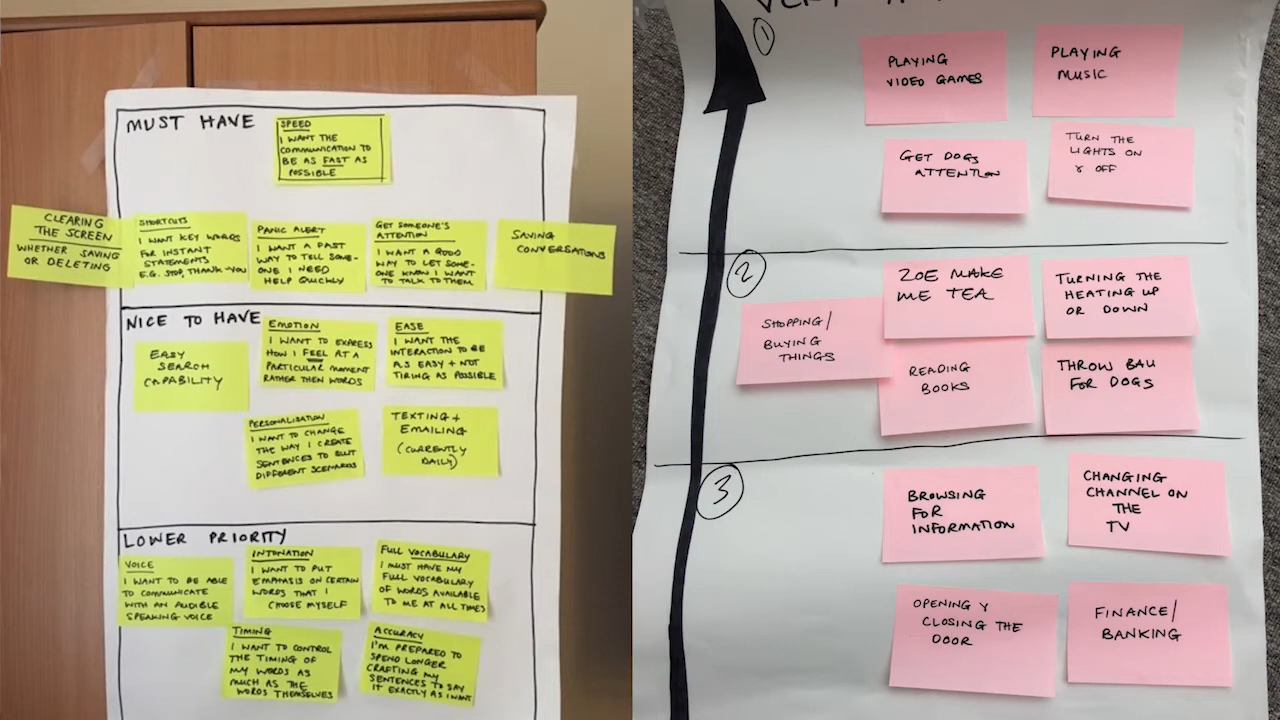 MUST HAVE
SPEED
I WANT THE
COMMUNICATION TO
BE AS FAST AS
POSSIBLE
CLEARING
THE SCREEN
WHETHER SAVING
OR DELETING
SHORTCUTS
I WANT KEY WORDS
FOR INSTANT
STATEMENTS
E.G. STOP, THANK-YOU
PANIC ALERT
I WANT A FAST
WAY TO TELL SOME-
ONE I NEED
HELP QUICKLY
GET SOMEONE'S
ATTENTION
I WANT A GOOD
WAY TO LET SOME-
ONE KNOW I WANT
TO TALK TO THEM
SAVING
CONVERSATIONS
NICE TO HAVE
EASY
SEARCH
CAPABILITY
EMOTION
I WANT TO EXPRESS
HOW I FEEL AT A
PARTICULAR MOMENT
RATHER THEN WORDS
EASE
I WANT THE
INTERACTION TO BE
AS EASY + NOT
TIRING AS POSSIBLE
PERSONALISATION
I WANT TO CHANGE
THE WAY I CREATE
SENTENCES TO SUIT
DIFFERENT SCENARIOS
TEXTING +
EMAILING
(CURRENTLY
DAILY)
LOWER PRIORITY
VOICE
I WANT TO BE ABLE
TO COMMUNICATE
WITH AN AUDIBLE
SPEAKING VOICE
INTONATION
I WANT TO PUT
EMPHASIS ON CERTAIN
WORDS THAT I
CHOOSE MYSELF
FULL VOCABULARY
I MUST HAVE MY
FULL VOCABULARY
OF WORDS AVAILABLE
TO ME AT ALL TIMES
TIMING
I WANT TO CONTROL
THE TIMING OF
MY WORDS AS
MUCH AS THE
WORDS THEMSELVES
ACCURACY
I'M PREPARED TO
SPEND LONGER
CRAFTING MY
SENTENCES TO SAY
IT EXACTLY AS I WANT
VERY
1
PLAYING
VIDEO GAMES
PLAYING
MUSIC
GET DOGS
ATTENTION
TURN THE
LIGHTS ON
& OFF
2
SHOPPING/
BUYING
THINGS
ZOE MAKE
ME TEA
TURNING THE
HEATING UP
OR DOWN
READING
BOOKS
THROW BALL
FOR DOGS
3
BROWSING
FOR
INFORMATION
CHANGING
CHANNEL ON
THE
TV
OPENING Y
CLOSING THE
DOOR
FINANCE/
BANKING